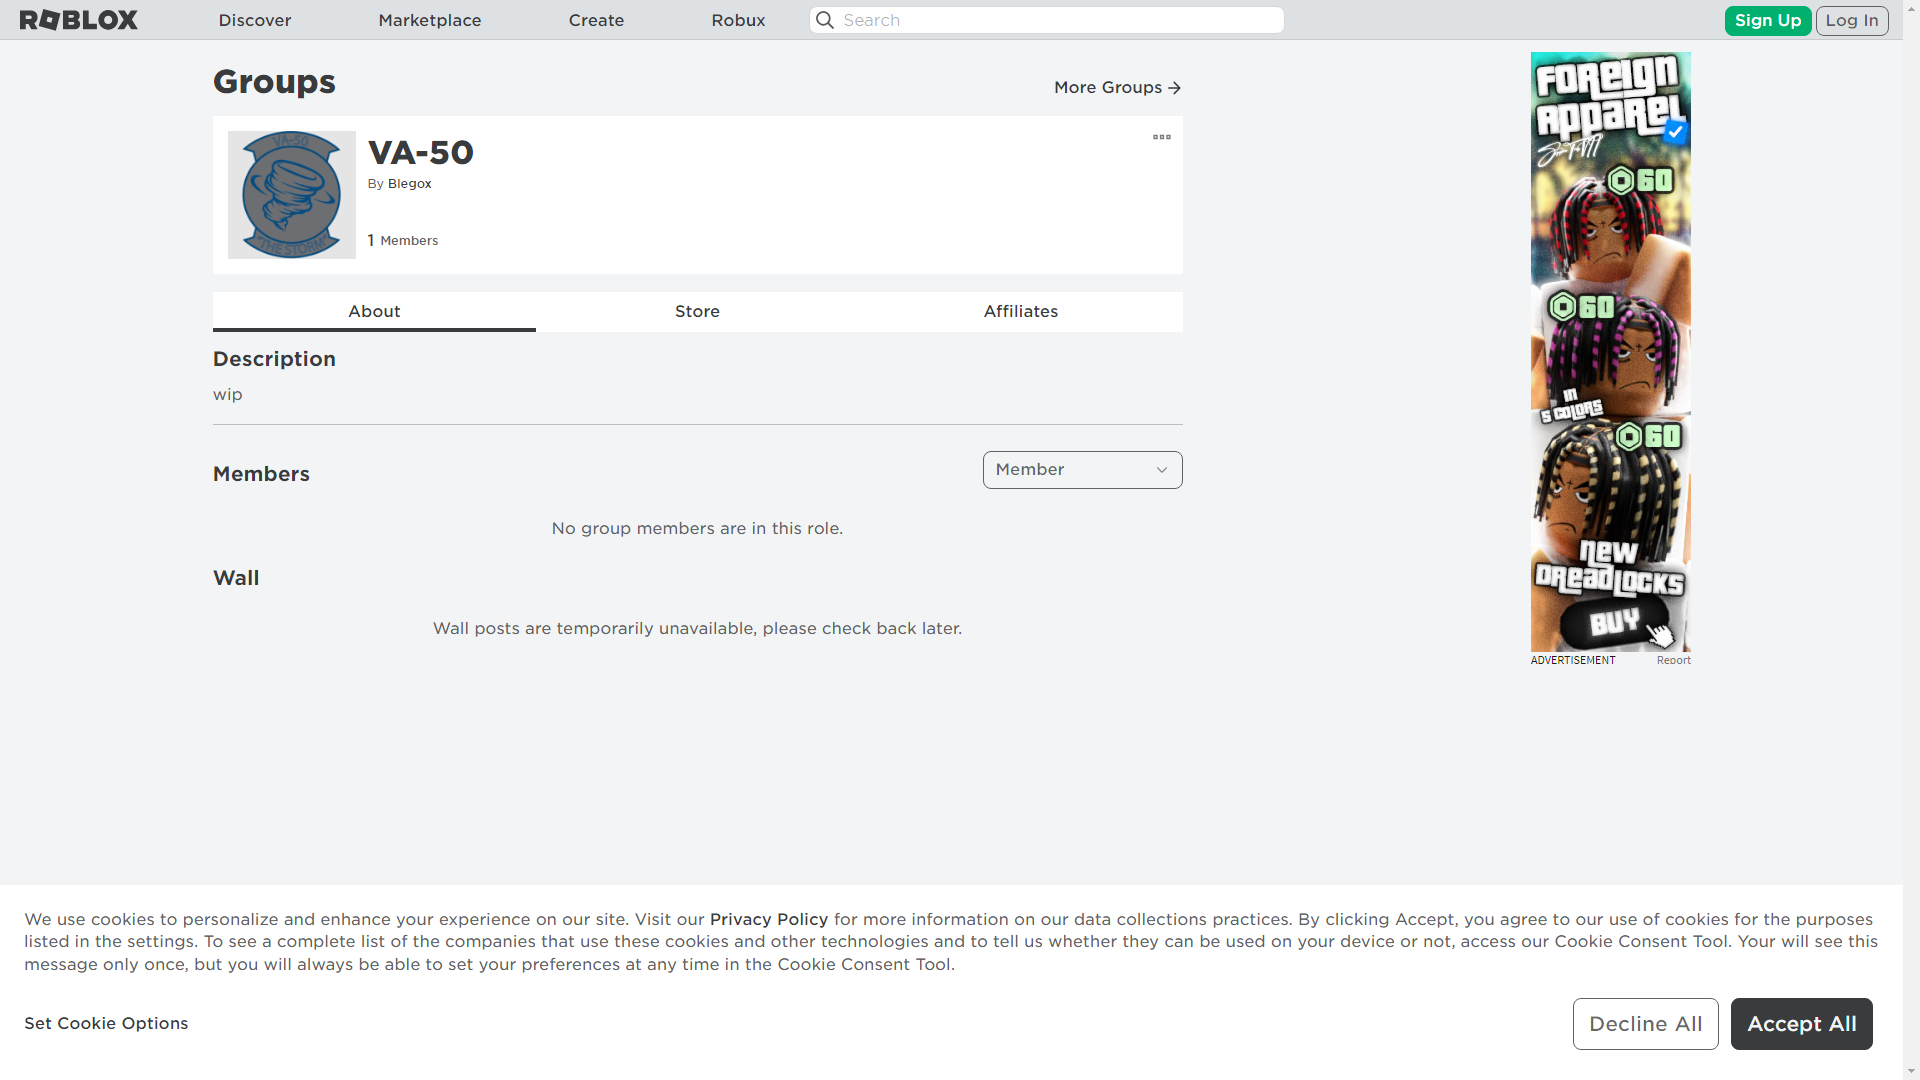 ROBLOX
Discover
Marketplace
Create
Robux
Search
Sign Up
Log In
Groups
More Groups
VA-50
"THE STORM"
VA-50
By Blegox
1 Members
About
Store
Affiliates
Description
wip
Members
Member
No group members are in this role.
Wall
Wall posts are temporarily unavailable, please check back later.
FOREIGN
APPAREL
60
60
IN
5 COLORS
60
NEW
DREADLOCKS
BUY
ADVERTISEMENT
Report
We use cookies to personalize and enhance your experience on our site. Visit our Privacy Policy for more information on our data collections practices. By clicking Accept, you agree to our use of cookies for the purposes
listed in the settings. To see a complete list of the companies that use these cookies and other technologies and to tell us whether they can be used on your device or not, access our Cookie Consent Tool. Your will see this
message only once, but you will always be able to set your preferences at any time in the Cookie Consent Tool.
Set Cookie Options
Decline All
Accept All